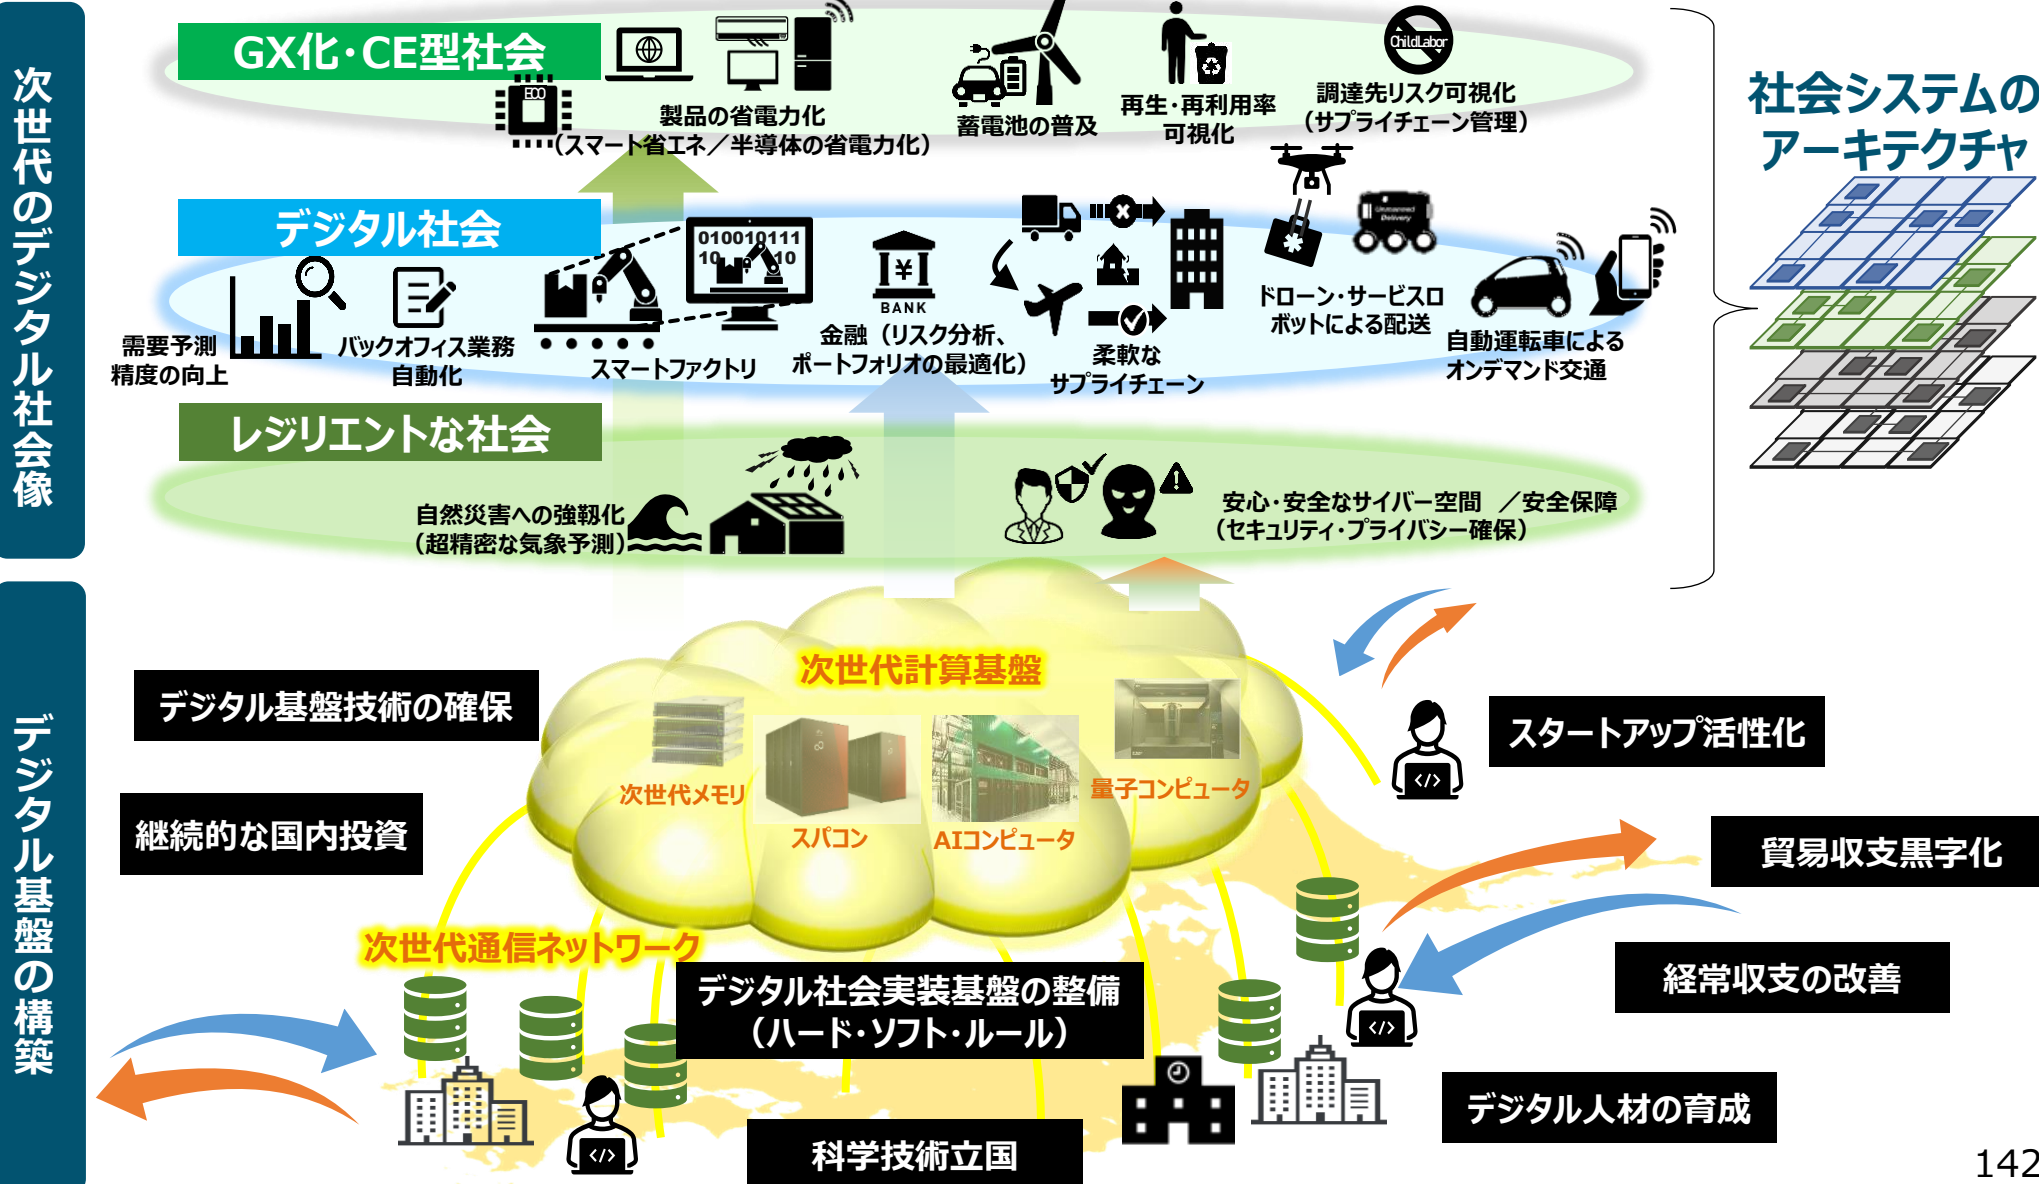 次世代のデジタル社会像
GX化・CE型社会
ECO
製品の省電力化
(スマート省エネ／半導体の省電力化)
蓄電池の普及
再生・再利用率
可視化
ChildLabor
調達先リスク可視化
(サプライチェーン管理)
社会システムの
アーキテクチャ
デジタル社会
需要予測
精度の向上
バックオフィス業務
自動化
010010111
10
10
スマートファクトリ
¥
BANK
金融（リスク分析、
ポートフォリオの最適化）
柔軟な
サプライチェーン
Unmanned
Delivery
ドローン・サービスロ
ボットによる配送
自動運転車による
オンデマンド交通
レジリエントな社会
自然災害への強靱化
(超精密な気象予測)
安心・安全なサイバー空間 ／安全保障
(セキュリティ・プライバシー確保)
デジタル基盤の構築
次世代計算基盤
デジタル基盤技術の確保
継続的な国内投資
次世代メモリ
スパコン
AIコンピュータ
量子コンピュータ
</>
スタートアップ活性化
貿易収支黒字化
次世代通信ネットワーク
デジタル社会実装基盤の整備
（ハード・ソフト・ルール）
経常収支の改善
</>
デジタル人材の育成
</>
科学技術立国
142